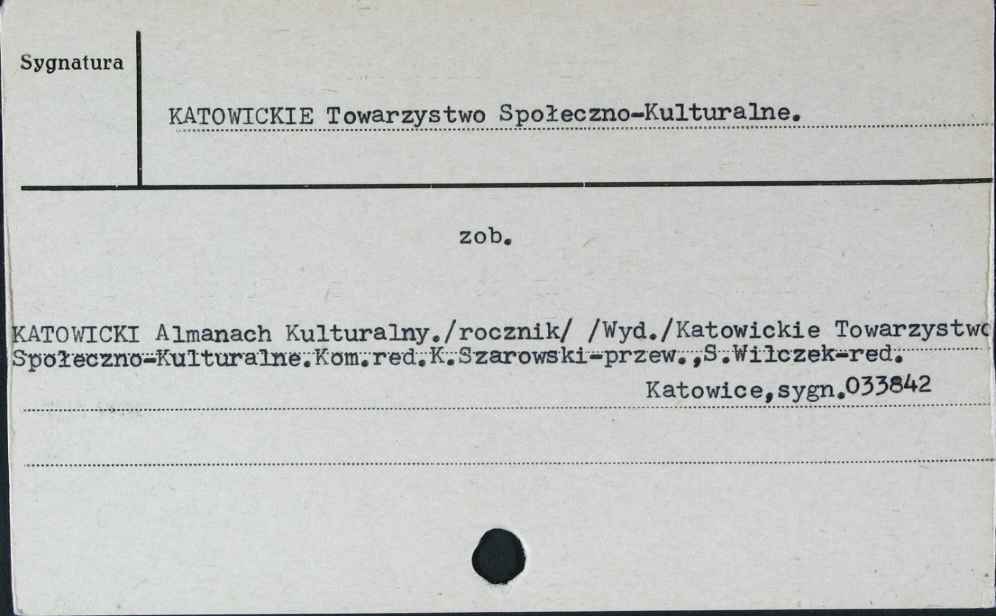 Sygnatura
KATOWICKIE Towarzystwo Społeczno-Kulturalne.
zob.
KATOWICKI Almanach Kulturalny./rocznik/ /Wyd./Katowickie Towarzystwo
Społeczno-Kulturalne.Kom.red.K.Szarowski-przew.,S.Wilczek-red.
Katowice,sygn.033842